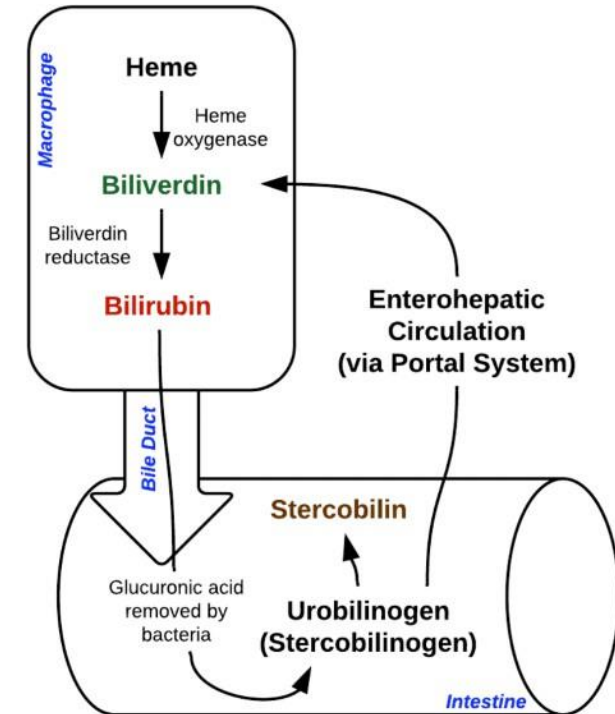 Macrophage
Heme
Heme
oxygenase
Biliverdin
Biliverdin
reductase
Bilirubin
Enterohepatic
Circulation
(via Portal System)
Bile Duct
Stercobilin
Glucuronic acid
removed by
bacteria
Urobilinogen
(Stercobilinogen)
Intestine